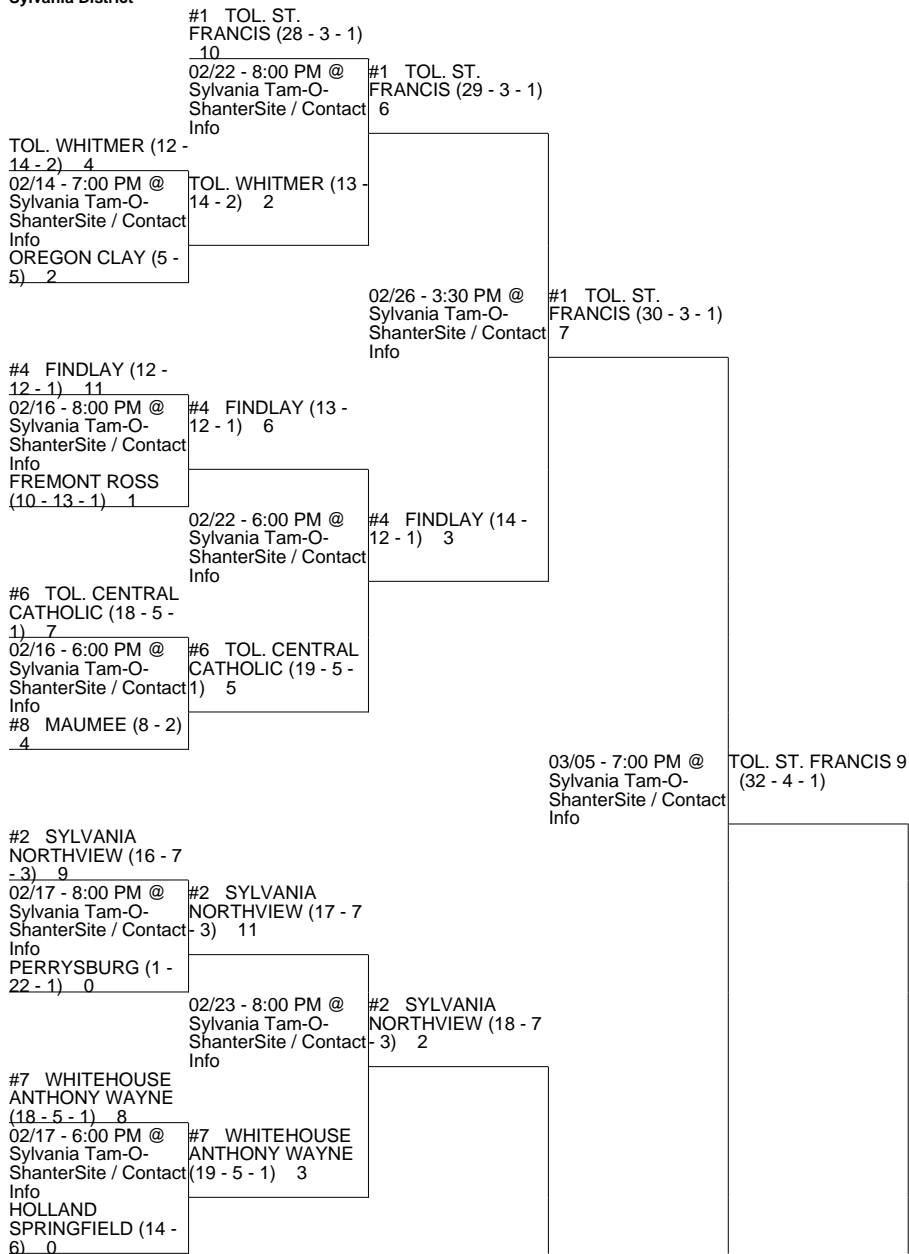 Sylvania District
#1 TOL. ST.
FRANCIS (28 - 3 - 1)
10
02/22 - 8:00 PM @
Sylvania Tam-O-
ShanterSite / Contact
Info
#1 TOL. ST.
FRANCIS (29 - 3 - 1)
6
TOL. WHITMER (12 -
14 - 2) 4
02/14 - 7:00 PM @
Sylvania Tam-O-
ShanterSite / Contact
Info
TOL. WHITMER (13 -
14 - 2) 2
OREGON CLAY (5 -
5) 2
02/26 - 3:30 PM @
Sylvania Tam-O-
ShanterSite / Contact
Info
#1 TOL. ST.
FRANCIS (30 - 3 - 1)
7
#4 FINDLAY (12 -
12 - 1) 11
02/16 - 8:00 PM @
Sylvania Tam-O-
ShanterSite / Contact
Info
#4 FINDLAY (13 -
12 - 1) 6
FREMONT ROSS
(10 - 13 - 1) 1
02/22 - 6:00 PM @
Sylvania Tam-O-
ShanterSite / Contact
Info
#4 FINDLAY (14 -
12 - 1) 3
#6 TOL. CENTRAL
CATHOLIC (18 - 5 -
1) 7
02/16 - 6:00 PM @
Sylvania Tam-O-
ShanterSite / Contact
Info
#6 TOL. CENTRAL
CATHOLIC (19 - 5 -
1) 5
#8 MAUMEE (8 - 2)
4
03/05 - 7:00 PM @
Sylvania Tam-O-
ShanterSite / Contact
Info
TOL. ST. FRANCIS 9
(32 - 4 - 1)
#2 SYLVANIA
NORTHVIEW (16 - 7
- 3) 9
02/17 - 8:00 PM @
Sylvania Tam-O-
ShanterSite / Contact
Info
#2 SYLVANIA
NORTHVIEW (17 - 7
- 3) 11
PERRYSBURG (1 -
22 - 1) 0
02/23 - 8:00 PM @
Sylvania Tam-O-
ShanterSite / Contact
Info
#2 SYLVANIA
NORTHVIEW (18 - 7
- 3) 2
#7 WHITEHOUSE
ANTHONY WAYNE
(18 - 5 - 1) 8
02/17 - 6:00 PM @
Sylvania Tam-O-
ShanterSite / Contact
Info
#7 WHITEHOUSE
ANTHONY WAYNE
(19 - 5 - 1) 3
HOLLAND
SPRINGFIELD (14 -
6) 0